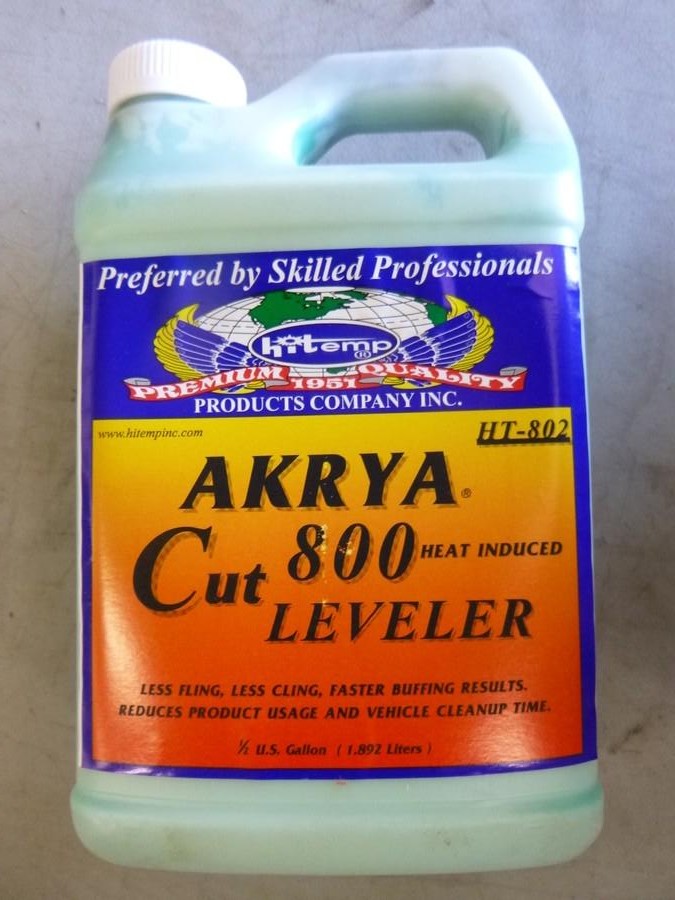 Preferred by Skilled Professionals
hitemp®
PREMIUM 1951 QUALITY
PRODUCTS COMPANY INC.
www.hitempinc.com
HT-802
AKRYA®
Cut 800 HEAT INDUCED
LEVELER
LESS FLING, LESS CLING, FASTER BUFFING RESULTS.
REDUCES PRODUCT USAGE AND VEHICLE CLEANUP TIME.
½ U.S. Gallon ( 1.892 Liters )